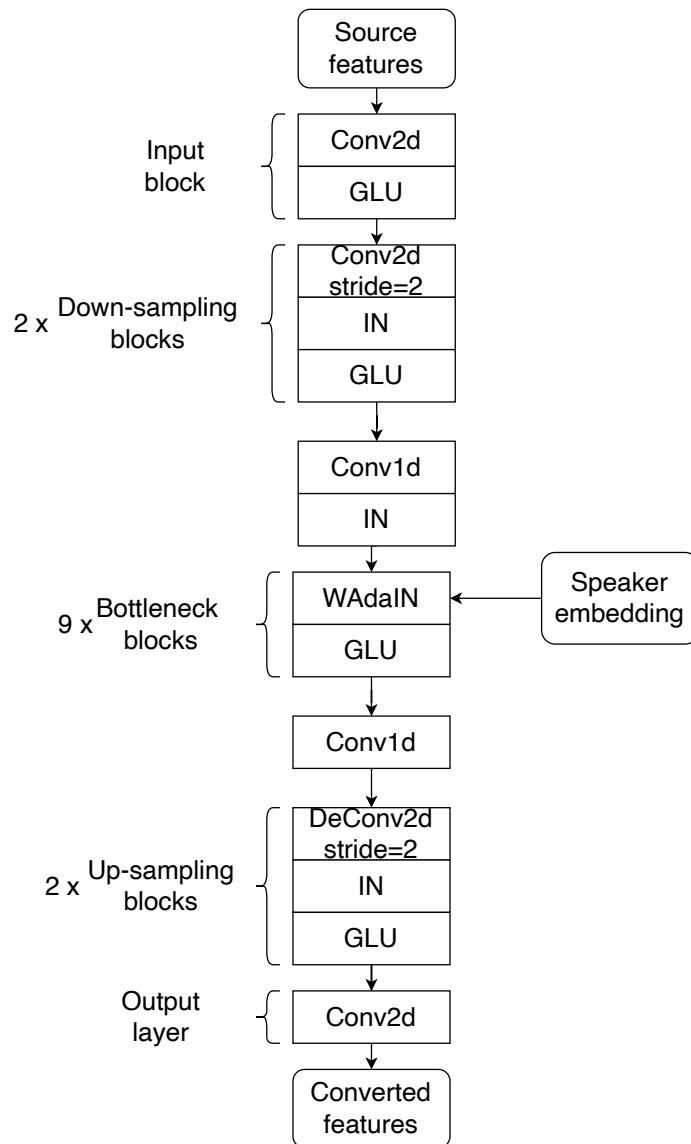 Source
features
Input
block
Conv2d
GLU
2 x Down-sampling
blocks
Conv2d
stride=2
IN
GLU
Conv1d
IN
9 x Bottleneck
blocks
WAdaIN
GLU
Speaker
embedding
Conv1d
2 x Up-sampling
blocks
DeConv2d
stride=2
IN
GLU
Output
layer
Conv2d
Converted
features